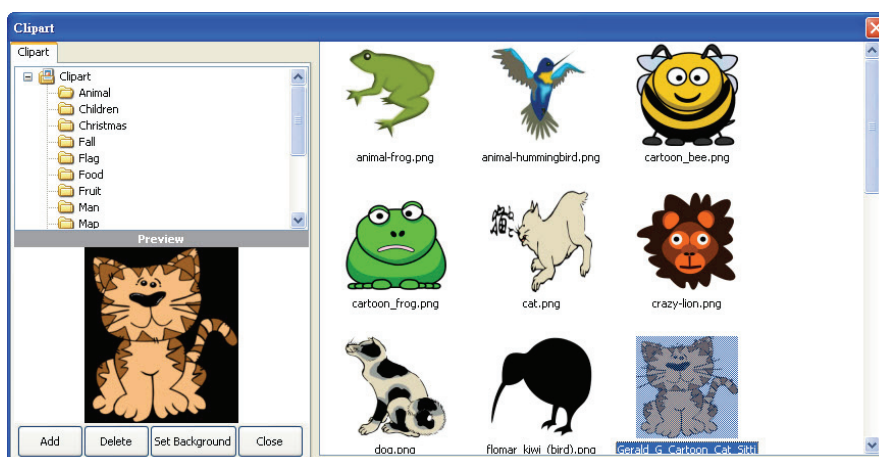 Clipart
Clipart
Clipart
Animal
Children
Christmas
Fall
Flag
Food
Fruit
Man
Map
Preview
Add
Delete
Set Background
Close
animal-frog.png
animal-hummingbird.png
cartoon_bee.png
cartoon_frog.png
猫
cat.png
crazy-lion.png
dog.png
flomar_kiwi_(bird).png
Gerald_G_Cartoon_Cat_Sitti